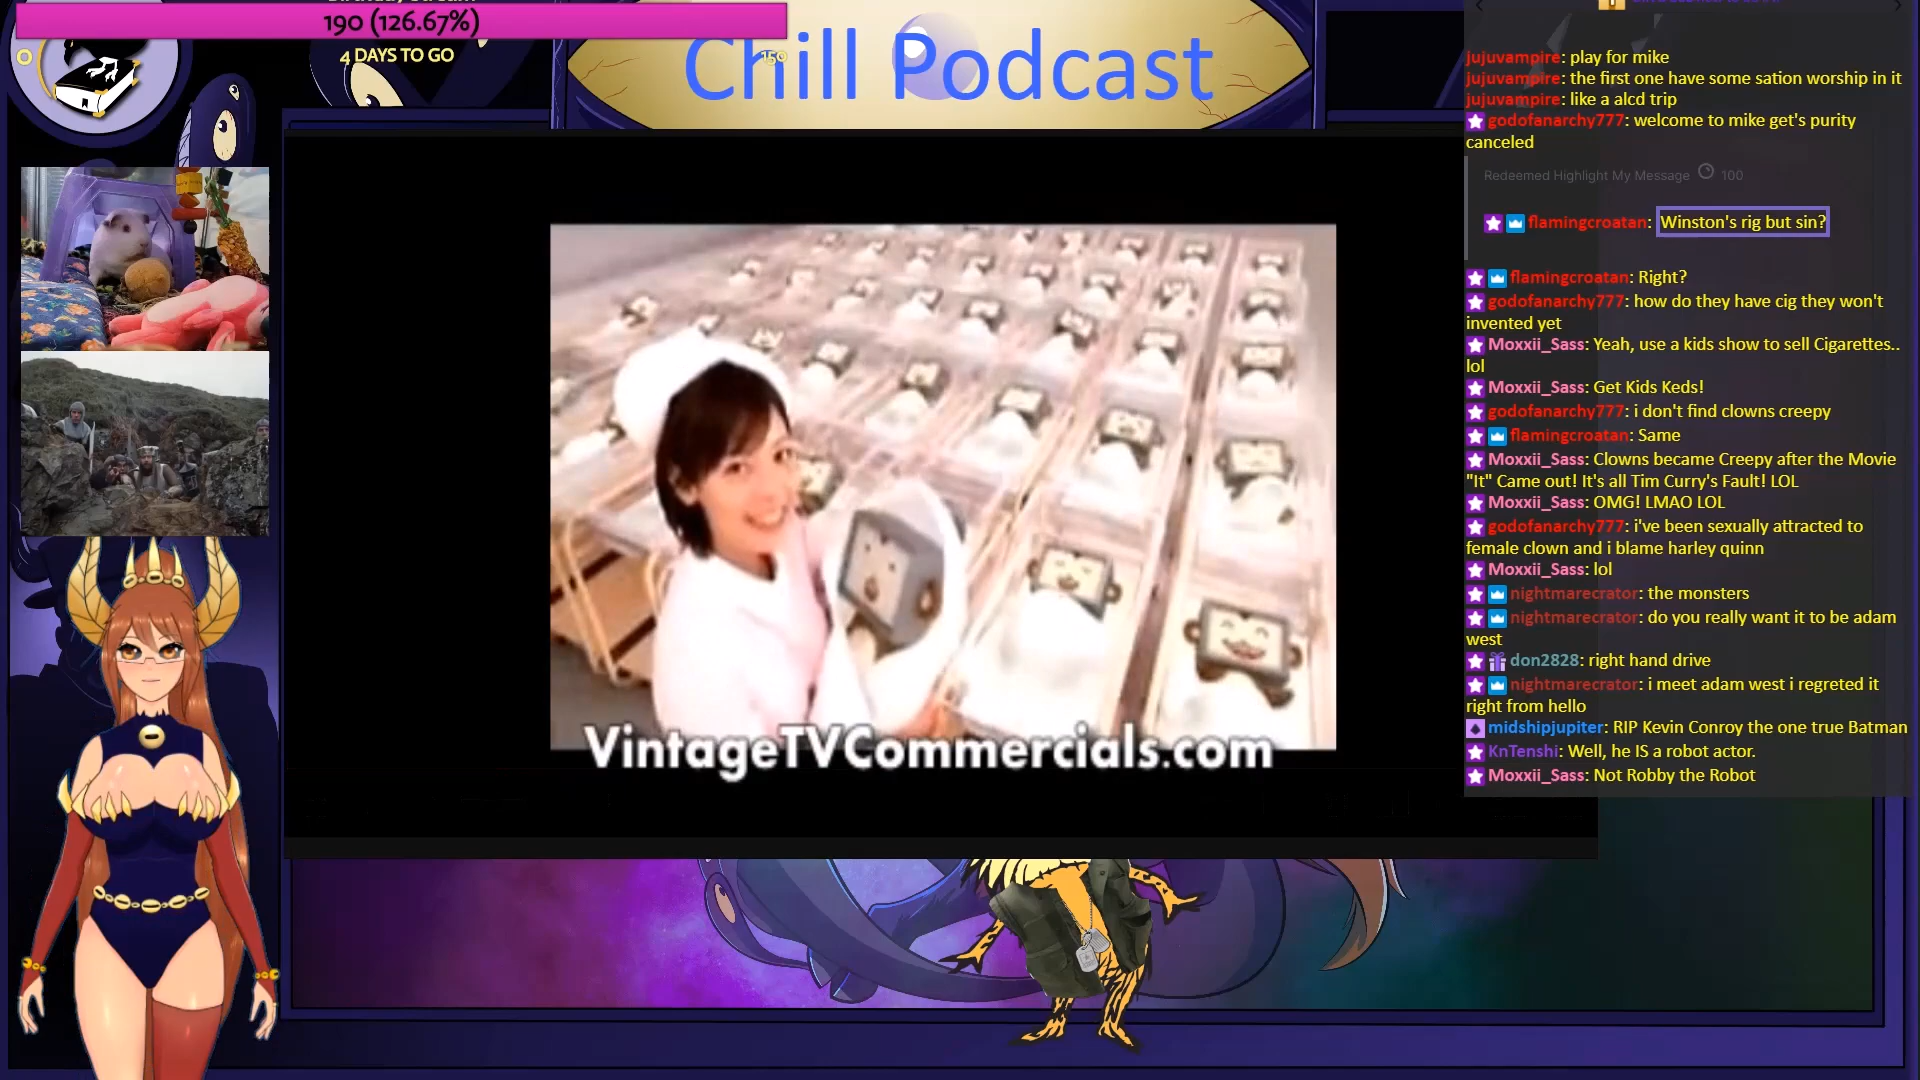 190 (126.67%)
0
150
4 DAYS TO GO
Chill Podcast
jujuvampire: play for mike
jujuvampire: the first one have some sation worship in it
jujuvampire: like a alcd trip
godofanarchy777: welcome to mike get's purity
canceled
Redeemed Highlight My Message 100
flamingcroatan: Winston's rig but sin?
flamingcroatan: Right?
godofanarchy777: how do they have cig they won't
invented yet
Moxxii_Sass: Yeah, use a kids show to sell Cigarettes..
lol
Moxxii_Sass: Get Kids Keds!
godofanarchy777: i don't find clowns creepy
flamingcroatan: Same
Moxxii_Sass: Clowns became Creepy after the Movie
"It" Came out! It's all Tim Curry's Fault! LOL
Moxxii_Sass: OMG! LMAO LOL
godofanarchy777: i've been sexually attracted to
female clown and i blame harley quinn
Moxxii_Sass: lol
nightmarecrator: the monsters
nightmarecrator: do you really want it to be adam
west
don2828: right hand drive
nightmarecrator: i meet adam west i regreted it
right from hello
midshipjupiter: RIP Kevin Conroy the one true Batman
KnTenshi: Well, he IS a robot actor.
Moxxii_Sass: Not Robby the Robot
VintageTVCommercials.com